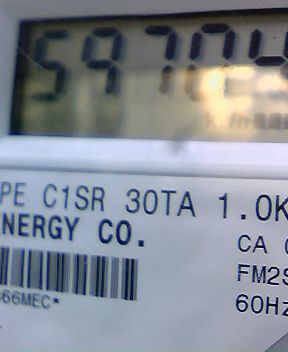 59704
PE C1SR 30TA 1.0K
NERGY CO.
CA
FM2S
66MEC*
60Hz